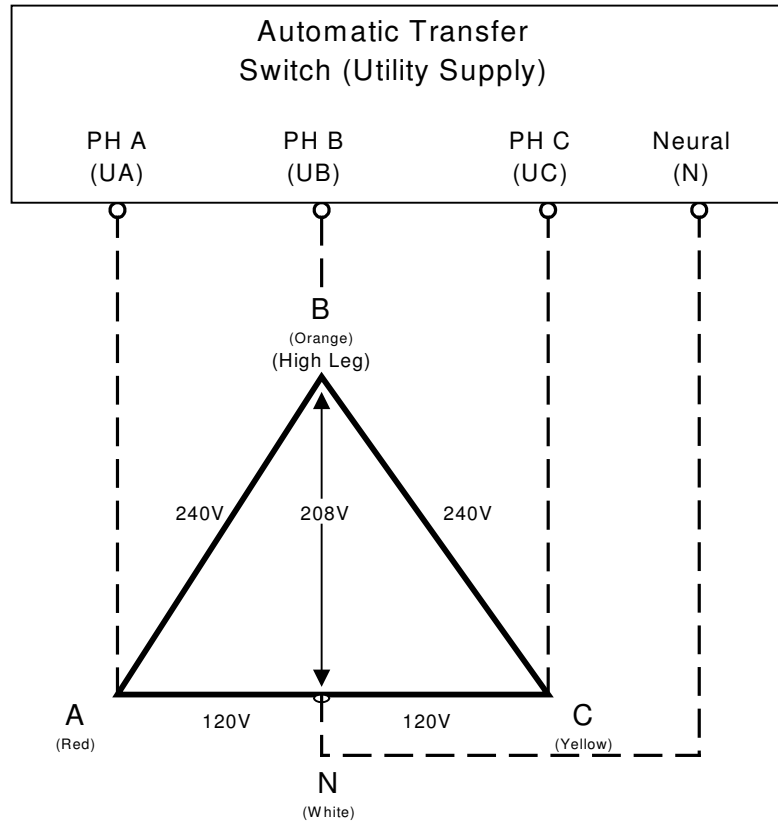 Automatic Transfer
Switch (Utility Supply)
PH A
(UA)
PH B
(UB)
PH C
(UC)
Neural
(N)
B
(Orange)
(High Leg)
240V
208V
240V
A
(Red)
120V
120V
C
(Yellow)
N
(White)